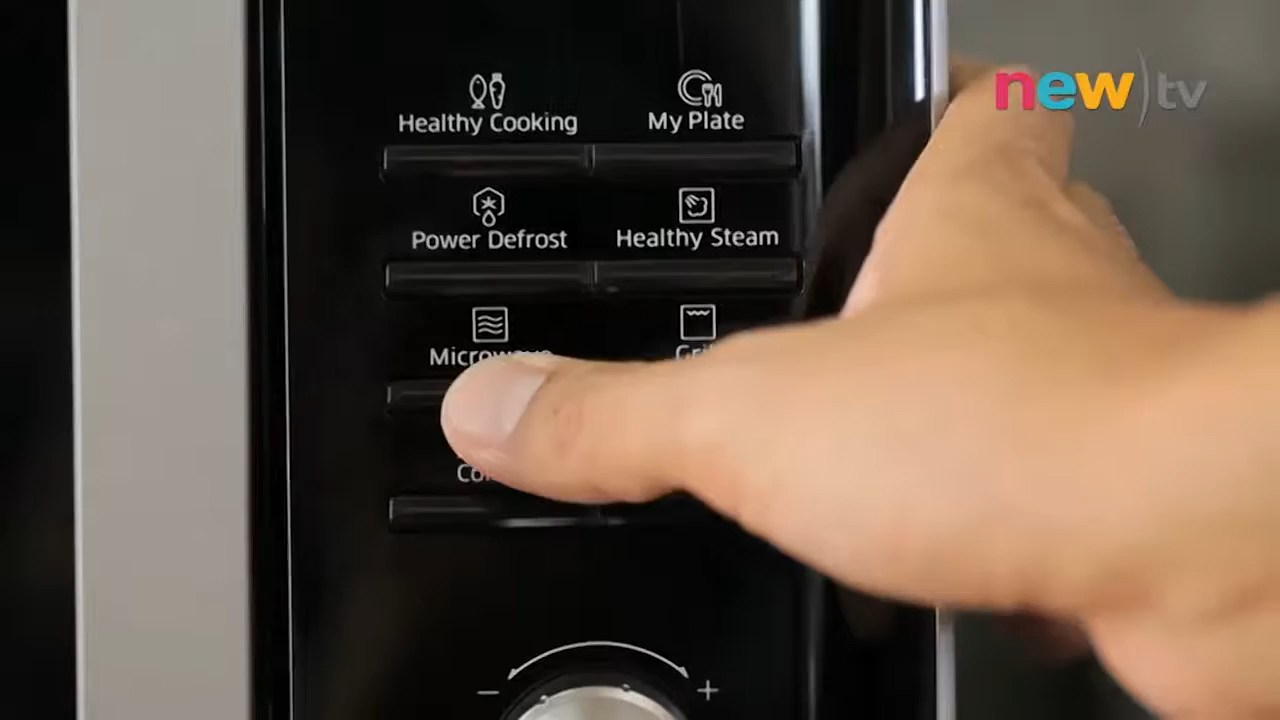 new tv
Healthy Cooking
My Plate
Power Defrost
Healthy Steam
− +